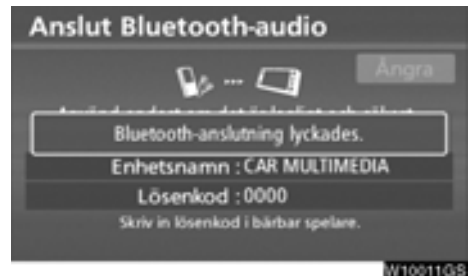 Anslut Bluetooth-audio
Ångra
Bluetooth-anslutning lyckades.
Enhetsnamn : CAR MULTIMEDIA
Lösenkod : 0000
Skriv in lösenkod i bärbar spelare.
W10011GS